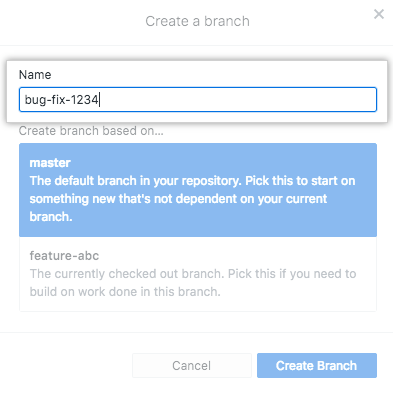 Create a branch
Name
bug-fix-1234
Create branch based on...
master
The default branch in your repository. Pick this to start on
something new that's not dependent on your current
branch.
feature-abc
The currently checked out branch. Pick this if you need to
build on work done in this branch.
Cancel
Create Branch